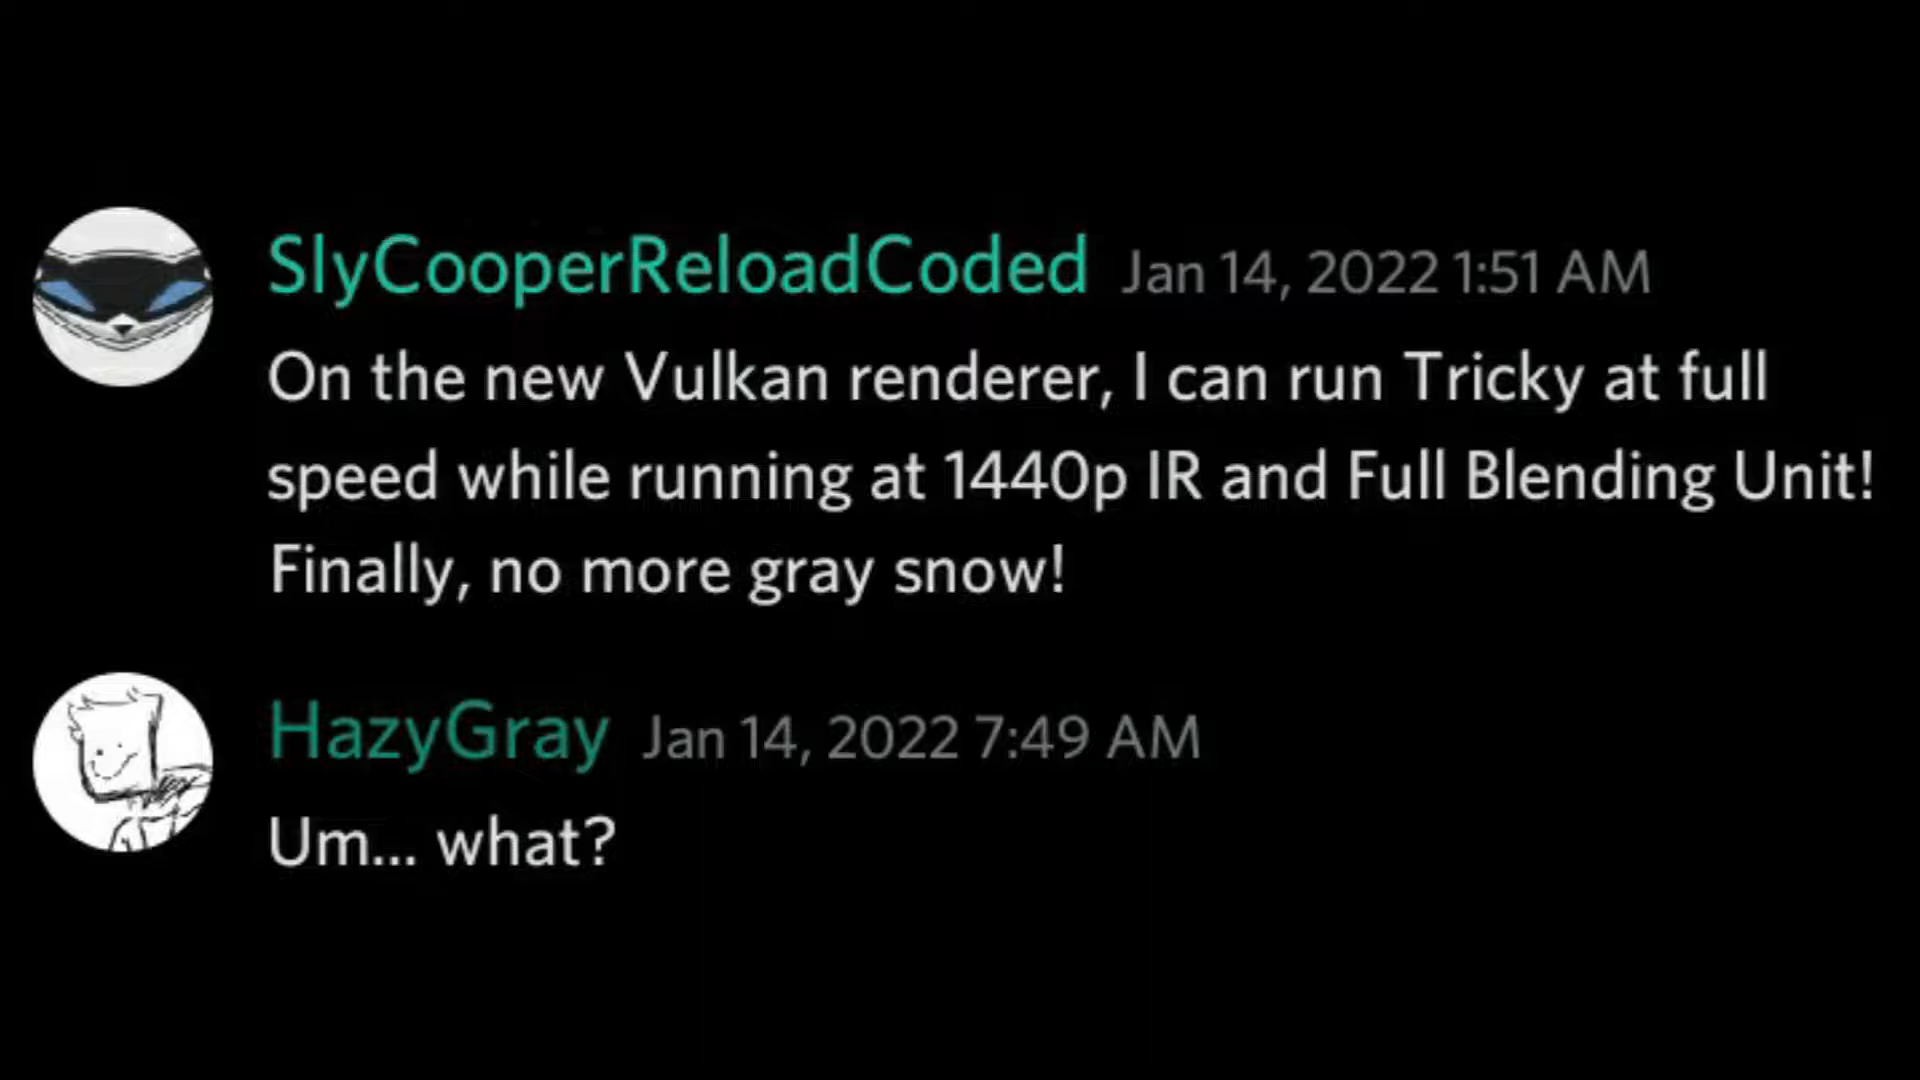 SlyCooperReloadCoded Jan 14, 2022 1:51 AM
On the new Vulkan renderer, I can run Tricky at full
speed while running at 1440p IR and Full Blending Unit!
Finally, no more gray snow!
HazyGray Jan 14, 2022 7:49 AM
Um... what?